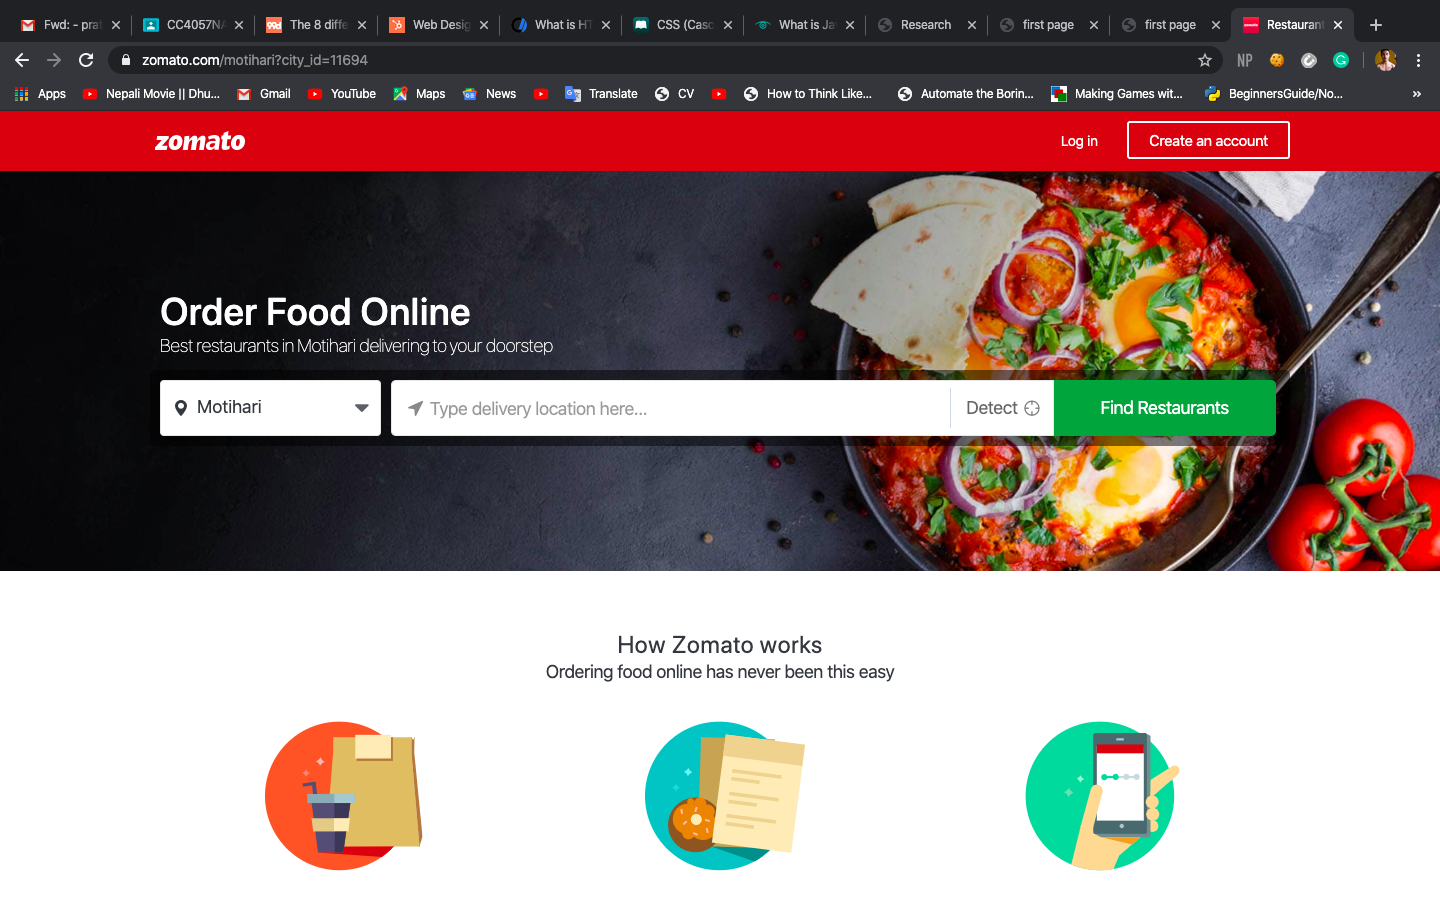 Fwd: - prat
CC4057NA
The 8 diffe
Web Desig
What is HT
CSS (Casc
What is Jav
Research
first page
first page
Restaurant
zomato.com/motihari?city_id=11694
NP
Apps
Nepali Movie || Dhu...
Gmail
YouTube
Maps
News
Translate
CV
How to Think Like...
Automate the Borin...
Making Games wit...
BeginnersGuide/No...
»
zomato
Log in
Create an account
Order Food Online
Best restaurants in Motihari delivering to your doorstep
Motihari
Type delivery location here...
Detect
Find Restaurants
How Zomato works
Ordering food online has never been this easy